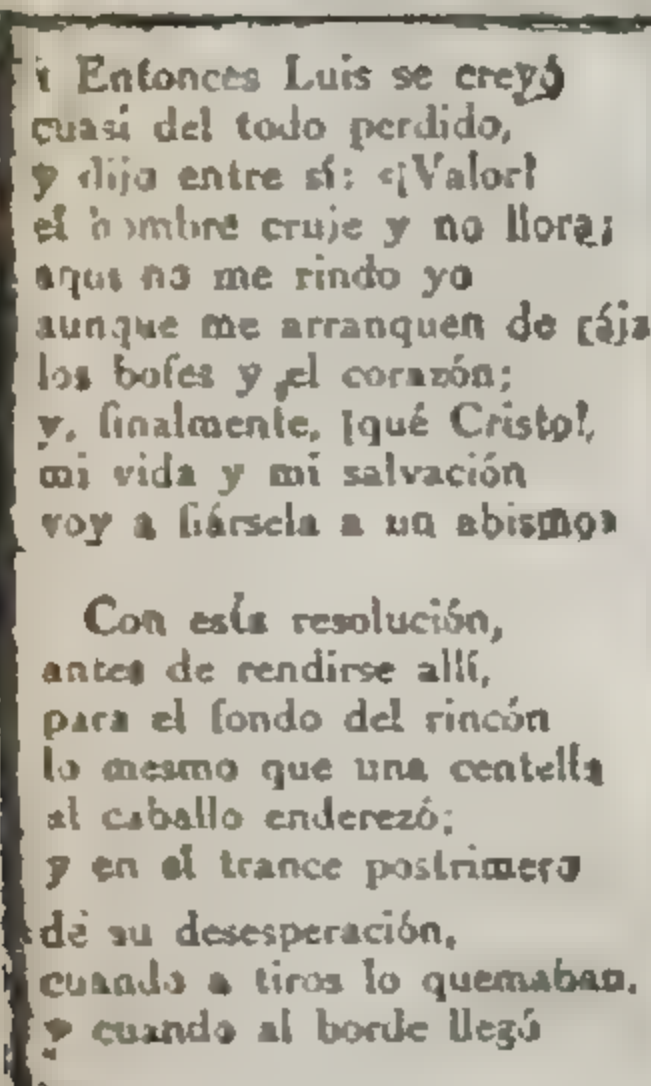 Entonces Luis se creyó
cuasi del todo perdido,
y dijo entre sí: «¡Valor!
el hombre cruje y no llora;
aquí no me rindo yo
aunque me arranquen de rája
los bofes y el corazón;
y, finalmente, ¡qué Cristo!,
mi vida y mi salvación
voy a fiársela a un abismo»
Con esta resolución,
antes de rendirse allí,
para el fondo del rincón
lo mesmo que una centella
al caballo enderezó;
y en el trance postrimero
de su desesperación,
cuando a tiros lo quemaban,
y cuando al borde llegó